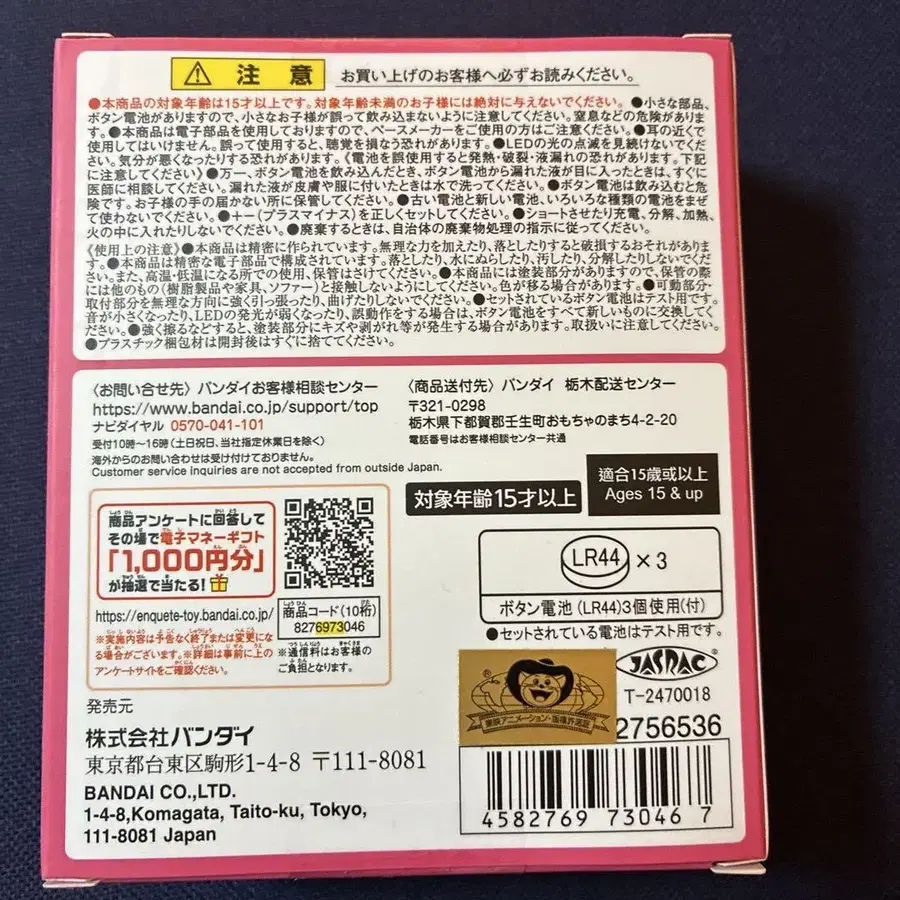 注意 お買い上げのお客様へ必ずお読みください。
●本商品の対象年齢は15才以上です。対象年齢未満のお子様には絶対に与えないでください。●小さな部品、
ボタン電池がありますので、小さなお子様が誤って飲み込まないように注意してください。窒息などの危険がありま
す。●本商品は電子部品を使用しておりますので、ペースメーカーをご使用の方はご注意ください。●耳の近くで
使用してはいけません。誤って使用すると、聴覚を損なう恐れがあります。●LEDの光の点滅を見続けないでくだ
さい。気分が悪くなったりする恐れがあります。《電池を誤使用すると発熱・破裂・液漏れの恐れがあります。下記
に注意してください》●万一、ボタン電池を飲み込んだとき、ボタン電池から漏れた液が目に入ったときは、すぐに
医師に相談してください。漏れた液が皮膚や服に付いたときは水で洗ってください。●ボタン電池は飲み込むと危
険です。お子様の手の届かない所に保管してください。●古い電池と新しい電池、いろいろな種類の電池をまぜ
て使わないでください。●+−(プラスマイナス)を正しくセットしてください。●ショートさせたり充電、分解、加熱、
火の中に入れたりしないでください。●廃棄するときは、自治体の廃棄物処理の指示に従ってください。
《使用上の注意》●本商品は精密に作られています。無理な力を加えたり、落としたりすると破損するおそれがありま
す。●本商品は精密な電子部品で構成されています。落としたり、水にぬらしたり、汚したり、分解したりしないでくだ
さい。また、高温・低温になる所での使用、保管はさけてください。●本商品には塗装部分がありますので、保管の際
には他のもの(樹脂製品や家具、ソファー)と接触しないようにしてください。色が移る場合があります。●可動部分・
取付部分を無理な方向に強く引っ張ったり、曲げたりしないでください。●セットされているボタン電池はテスト用です。
音が小さくなったり、LEDの発光が弱くなったり、誤動作をする場合は、ボタン電池をすべて新しいものに交換してく
ださい。●強く擦るなどすると、塗装部分にキズや剥がれ等が発生する場合があります。取扱いに注意してください。
●プラスチック梱包材は開封後はすぐに捨ててください。
〈お問い合せ先〉バンダイお客様相談センター
https://www.bandai.co.jp/support/top
ナビダイヤル 0570-041-101
受付10時〜16時(土日祝日、当社指定休業日を除く)
海外からのお問い合わせは受け付けておりません。
Customer service inquiries are not accepted from outside Japan.
〈商品送付先〉バンダイ 栃木配送センター
〒321-0298
栃木県下都賀郡壬生町おもちゃのまち4-2-20
電話番号はお客様相談センター共通
対象年齢15才以上
適合15歲或以上
Ages 15 & up
商品アンケートに回答して
その場で電子マネーギフト
「1,000円分」
が抽選で当たる!
https://enquete-toy.bandai.co.jp/
商品コード(10桁)
8276973046
※実施内容は予告なく終了または変更にな
る場合がございます。※詳細は事前に上の
アンケートサイトをご確認ください。
※通信料はお客様の
ご負担となります。
LR44 ×3
ボタン電池(LR44)3個使用(付)
●セットされている電池はテスト用です。
JASRAC
T-2470018
東映アニメーション・版権許諾証
2756536
発売元
株式会社バンダイ
東京都台東区駒形1-4-8 〒111-8081
BANDAI CO.,LTD.
1-4-8,Komagata, Taito-ku, Tokyo,
111-8081 Japan
4582769 730467